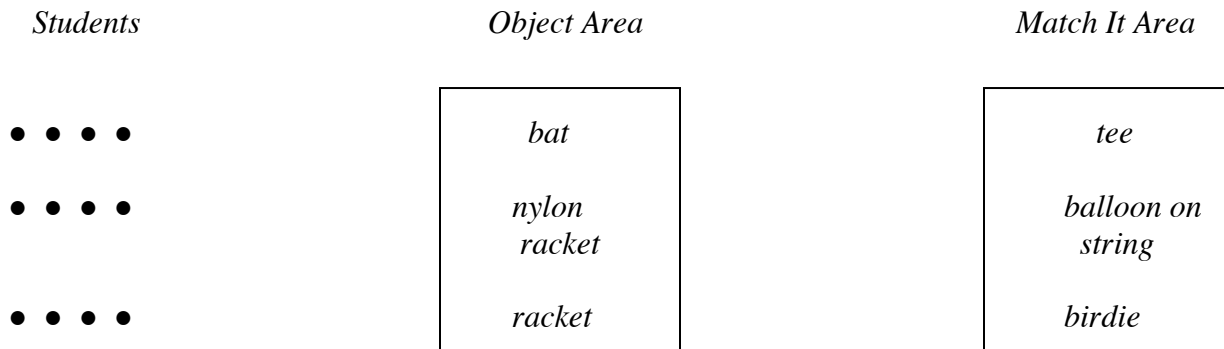 Students Object Area Match It Area
bat tee
nylon balloon on
racket string
racket birdie